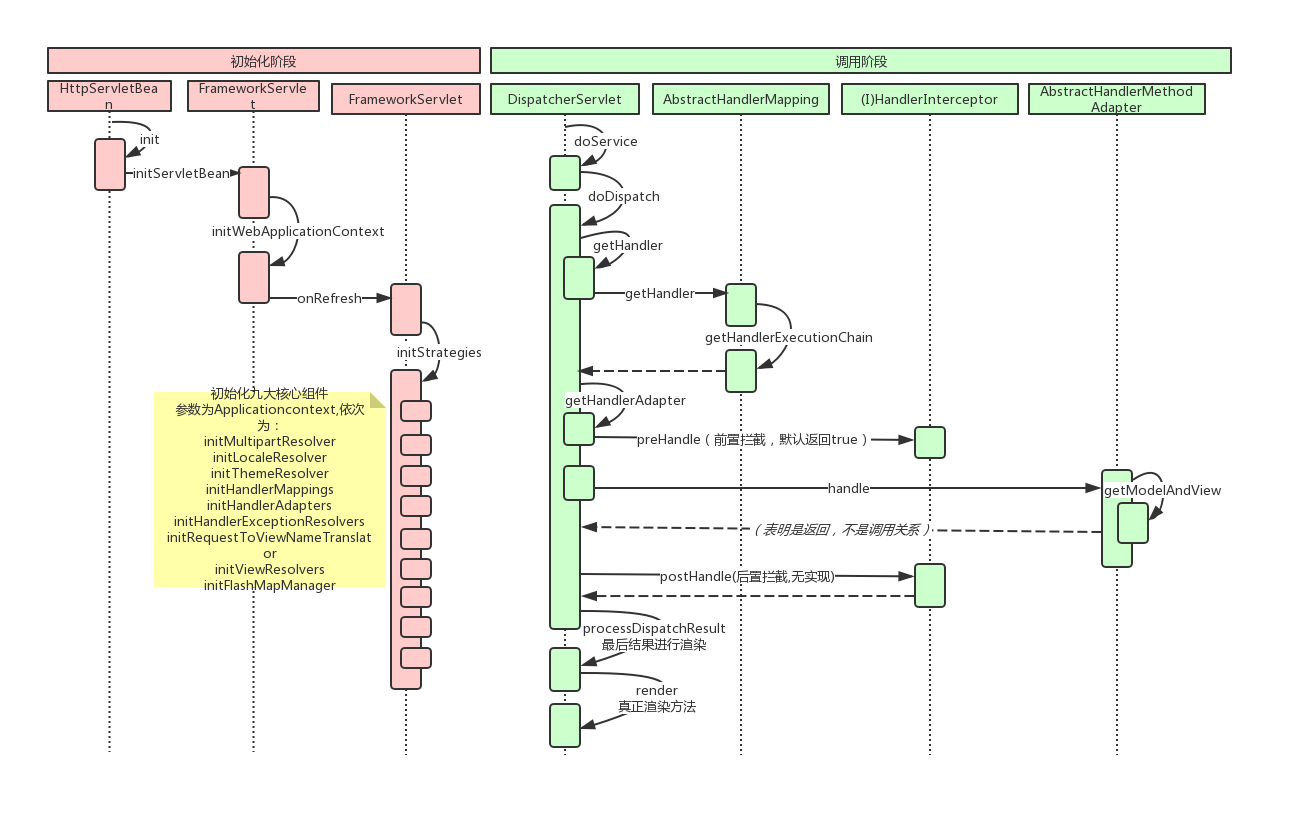 初始化阶段
调用阶段
HttpServletBea
n
FrameworkServle
t
FrameworkServlet
DispatcherServlet
AbstractHandlerMapping
(I)HandlerInterceptor
AbstractHandlerMethod
Adapter
init
initServletBean
initWebApplicationContext
onRefresh
initStrategies
初始化九大核心组件
参数为Applicationcontext,依次
为：
initMultipartResolver
initLocaleResolver
initThemeResolver
initHandlerMappings
initHandlerAdapters
initHandlerExceptionResolvers
initRequestToViewNameTranslat
or
initViewResolvers
initFlashMapManager
doService
doDispatch
getHandler
getHandler
getHandlerExecutionChain
getHandlerAdapter
preHandle（前置拦截，默认返回true）
handle
getModelAndView
（表明是返回，不是调用关系）
postHandle(后置拦截,无实现)
processDispatchResult
最后结果进行渲染
render
真正渲染方法